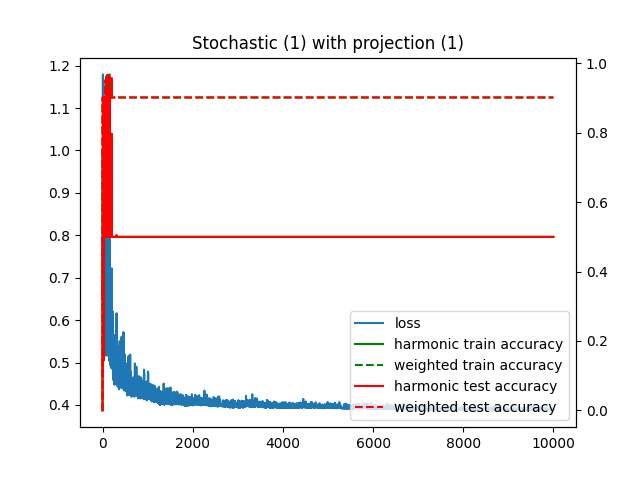 Stochastic (1) with projection (1)
1.2
1.1
1.0
0.9
0.8
0.7
0.6
0.5
0.4
1.0
0.8
0.6
0.4
0.2
0.0
loss
harmonic train accuracy
weighted train accuracy
harmonic test accuracy
weighted test accuracy
0 2000 4000 6000 8000 10000